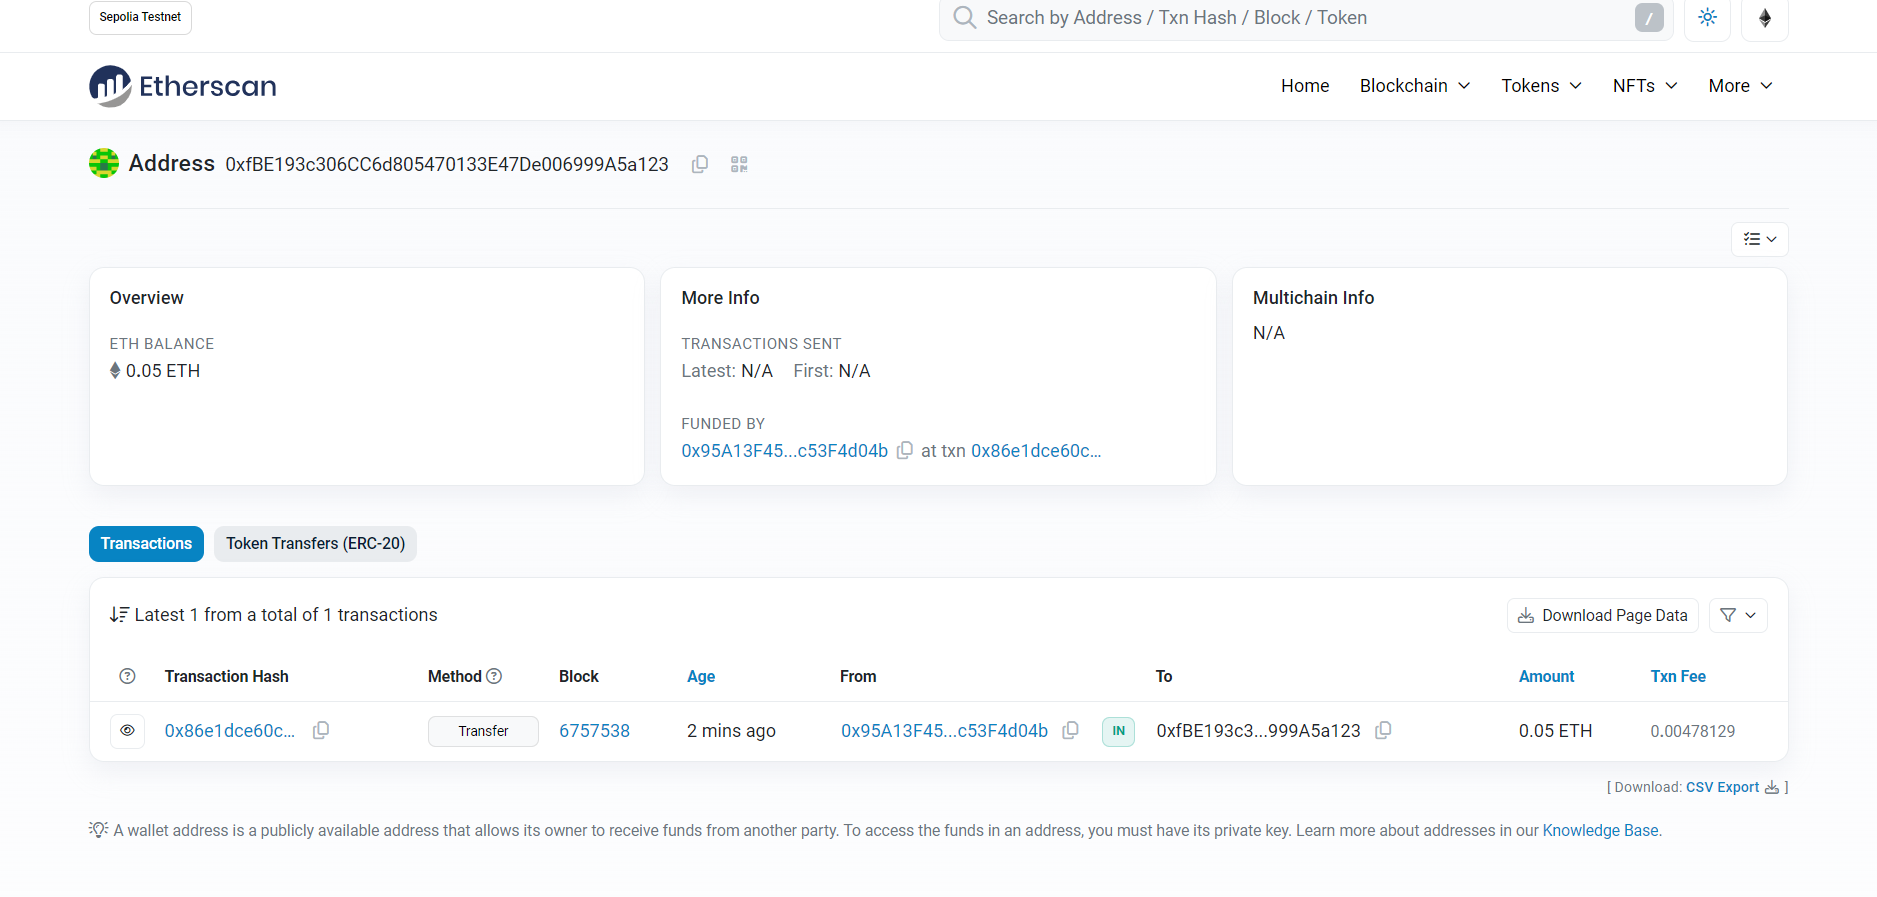 Sepolia Testnet
Search by Address / Txn Hash / Block / Token /
Etherscan
Home Blockchain Tokens NFTs More
Address 0xfBE193c306CC6d805470133E47De006999A5a123
Overview
ETH BALANCE
0.05 ETH
More Info
TRANSACTIONS SENT
Latest: N/A First: N/A
FUNDED BY
0x95A13F45...c53F4d04b at txn 0x86e1dce60c...
Multichain Info
N/A
Transactions Token Transfers (ERC-20)
Latest 1 from a total of 1 transactions
Download Page Data
? Transaction Hash Method ? Block Age From To Amount Txn Fee
0x86e1dce60c... Transfer 6757538 2 mins ago 0x95A13F45...c53F4d04b IN 0xfBE193c3...999A5a123 0.05 ETH 0.00478129
[ Download: CSV Export ]
A wallet address is a publicly available address that allows its owner to receive funds from another party. To access the funds in an address, you must have its private key. Learn more about addresses in our Knowledge Base.